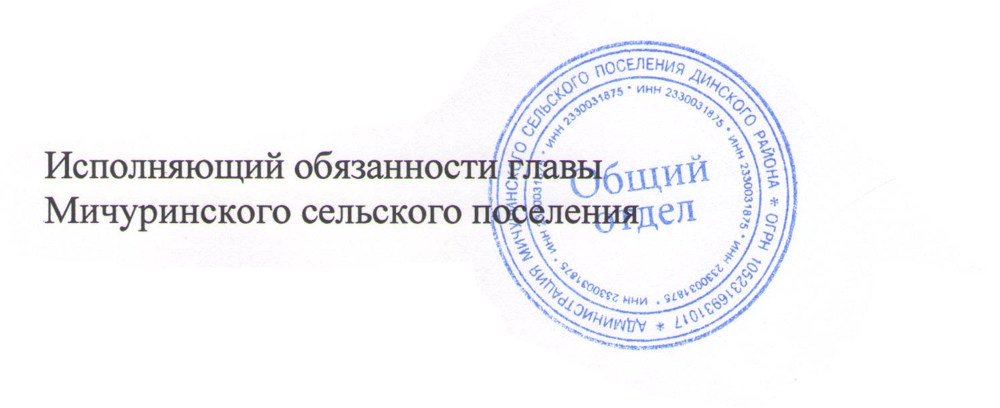 Исполняющий обязанности главы
Мичуринского сельского поселения
АДМИНИСТРАЦИЯ МИЧУРИНСКОГО СЕЛЬСКОГО ПОСЕЛЕНИЯ ДИНСКОГО РАЙОНА * ОГРН 1052316931017 *
ИНН 2330031875 * ИНН 2330031875 * ИНН 2330031875 * ИНН 2330031875 * ИНН 2330031875 * ИНН 2330031875 *
Общий
отдел